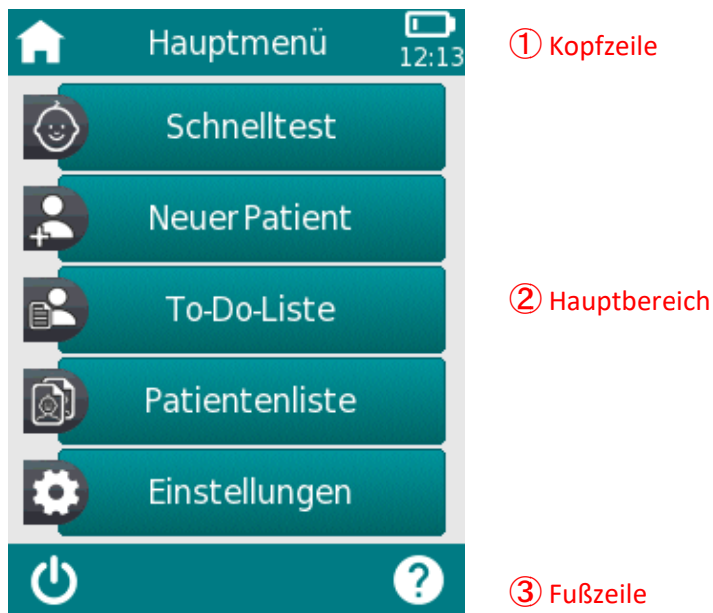 Hauptmenü
12:13
① Kopfzeile
Schnelltest
Neuer Patient
To-Do-Liste
② Hauptbereich
Patientenliste
Einstellungen
?
③ Fußzeile